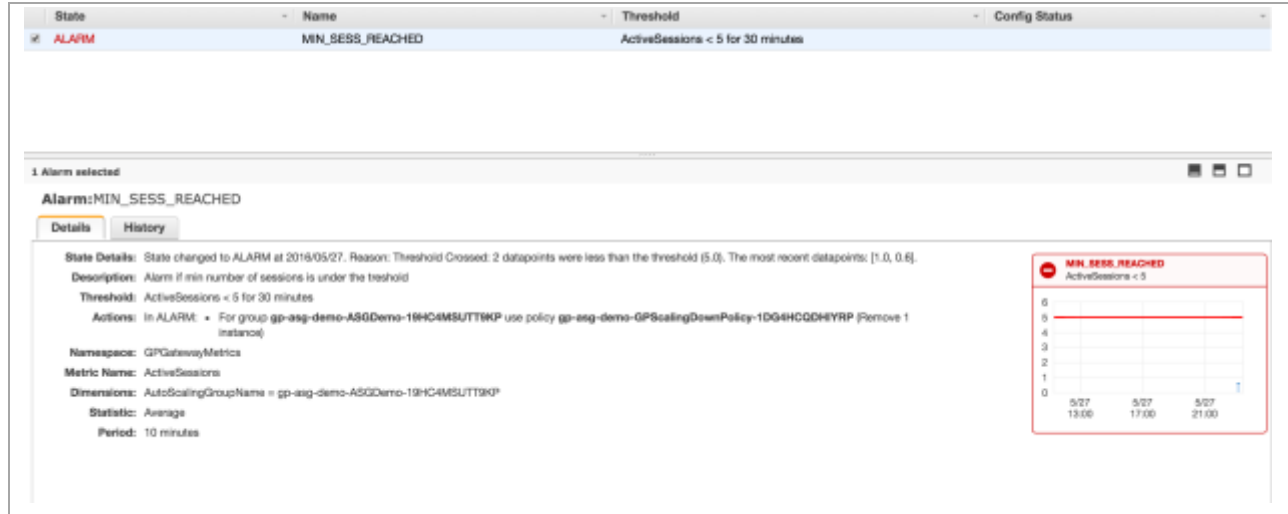 State Name Threshold Config Status
ALARM MIN_SESS_REACHED ActiveSessions < 5 for 30 minutes
1 Alarm selected
Alarm:MIN_SESS_REACHED
Details History
State Details: State changed to ALARM at 2016/05/27. Reason: Threshold Crossed: 2 datapoints were less than the threshold (5.0). The most recent datapoints: [1.0, 0.6].
Description: Alarm if min number of sessions is under the treshold
Threshold: ActiveSessions < 5 for 30 minutes
Actions: In ALARM: • For group gp-asg-demo-ASGDemo-19HC4MSUTT9KP use policy gp-asg-demo-GPScalingDownPolicy-1DG4HCQDHIYRP (Remove 1
instance)
Namespace: GPGatewayMetrics
Metric Name: ActiveSessions
Dimensions: AutoScalingGroupName = gp-asg-demo-ASGDemo-19HC4MSUTT9KP
Statistic: Average
Period: 10 minutes
MIN_SESS_REACHED
ActiveSessions < 5
6
5
4
3
2
1
0
5/27 5/27 5/27
13:00 17:00 21:00